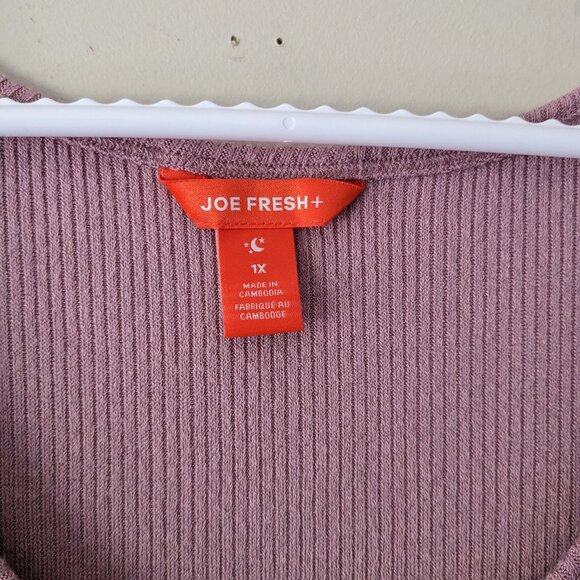 JOE FRESH+
1X
MADE IN
CAMBODIA
FABRIQUÉ AU
CAMBODGE